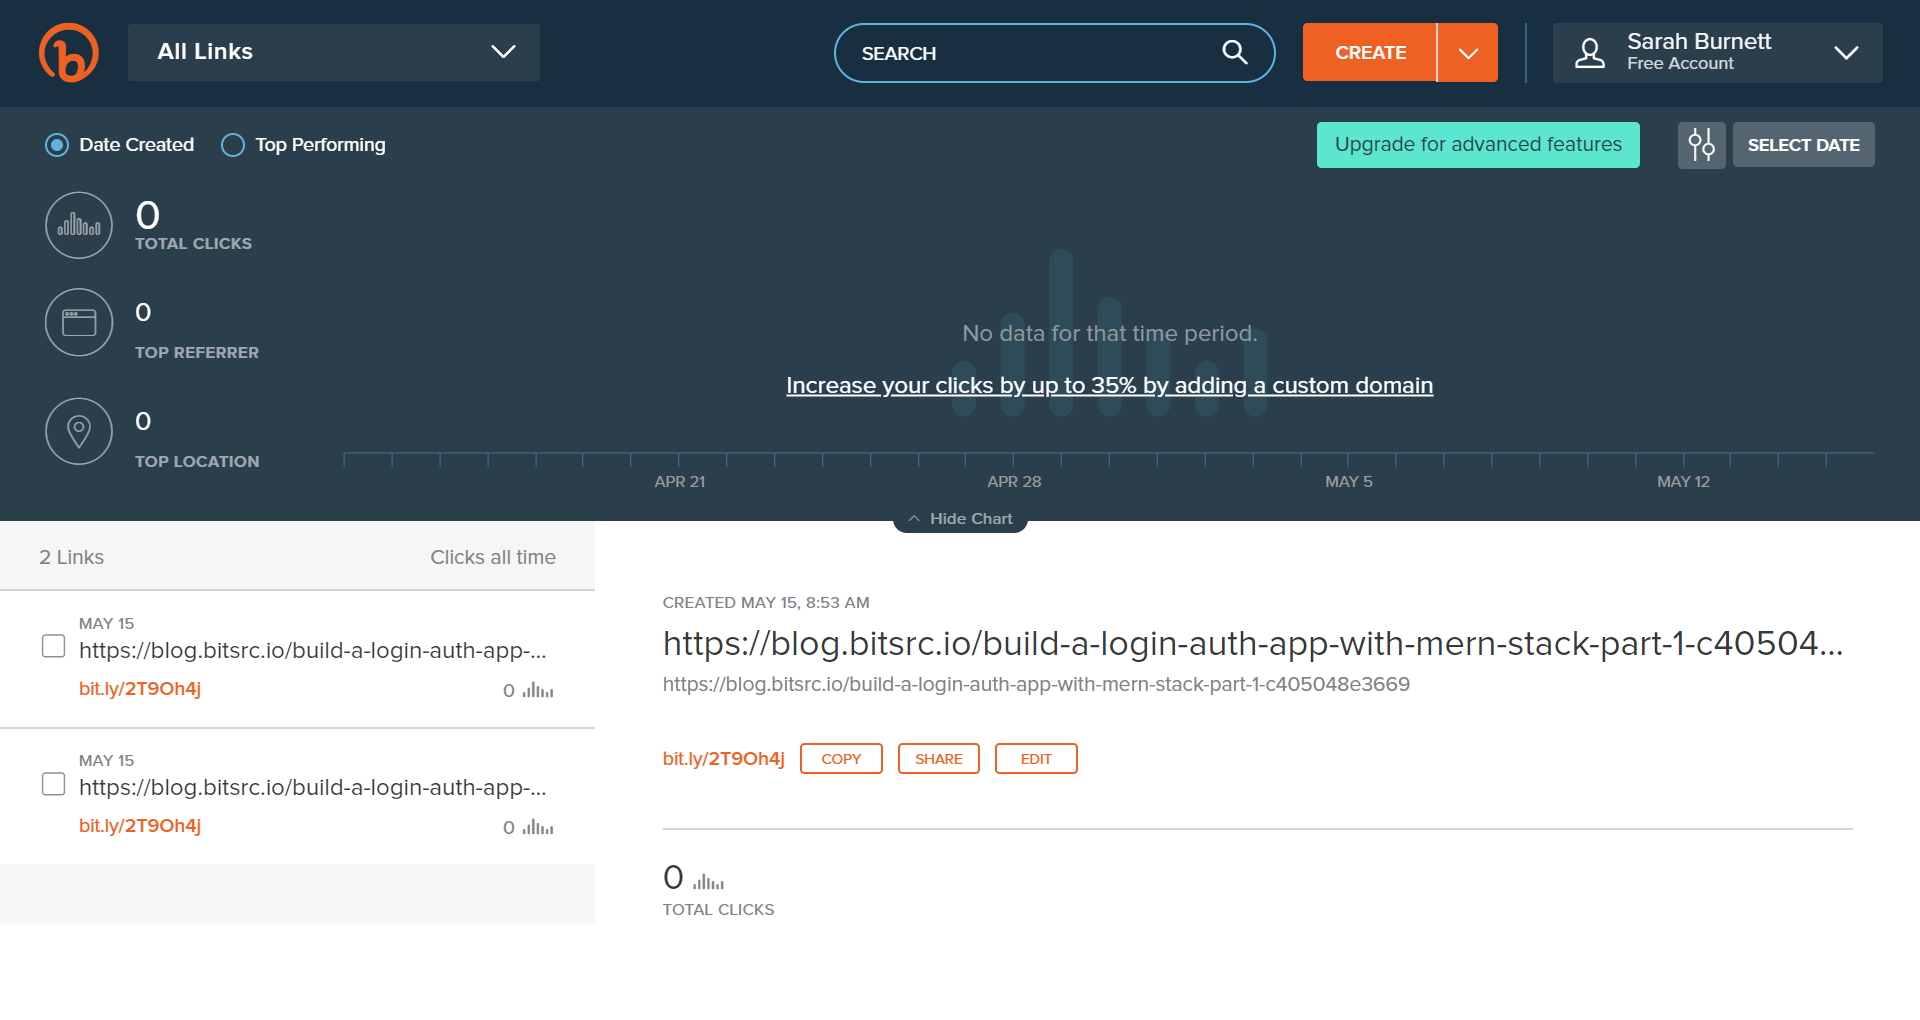 All Links
SEARCH
CREATE
Sarah Burnett
Free Account
Date Created
Top Performing
Upgrade for advanced features
SELECT DATE
0
TOTAL CLICKS
0
TOP REFERRER
0
TOP LOCATION
No data for that time period.
Increase your clicks by up to 35% by adding a custom domain
APR 21
APR 28
MAY 5
MAY 12
Hide Chart
2 Links
Clicks all time
MAY 15
https://blog.bitsrc.io/build-a-login-auth-app-...
bit.ly/2T9Oh4j
0
MAY 15
https://blog.bitsrc.io/build-a-login-auth-app-...
bit.ly/2T9Oh4j
0
CREATED MAY 15, 8:53 AM
https://blog.bitsrc.io/build-a-login-auth-app-with-mern-stack-part-1-c40504...
https://blog.bitsrc.io/build-a-login-auth-app-with-mern-stack-part-1-c405048e3669
bit.ly/2T9Oh4j
COPY
SHARE
EDIT
0
TOTAL CLICKS